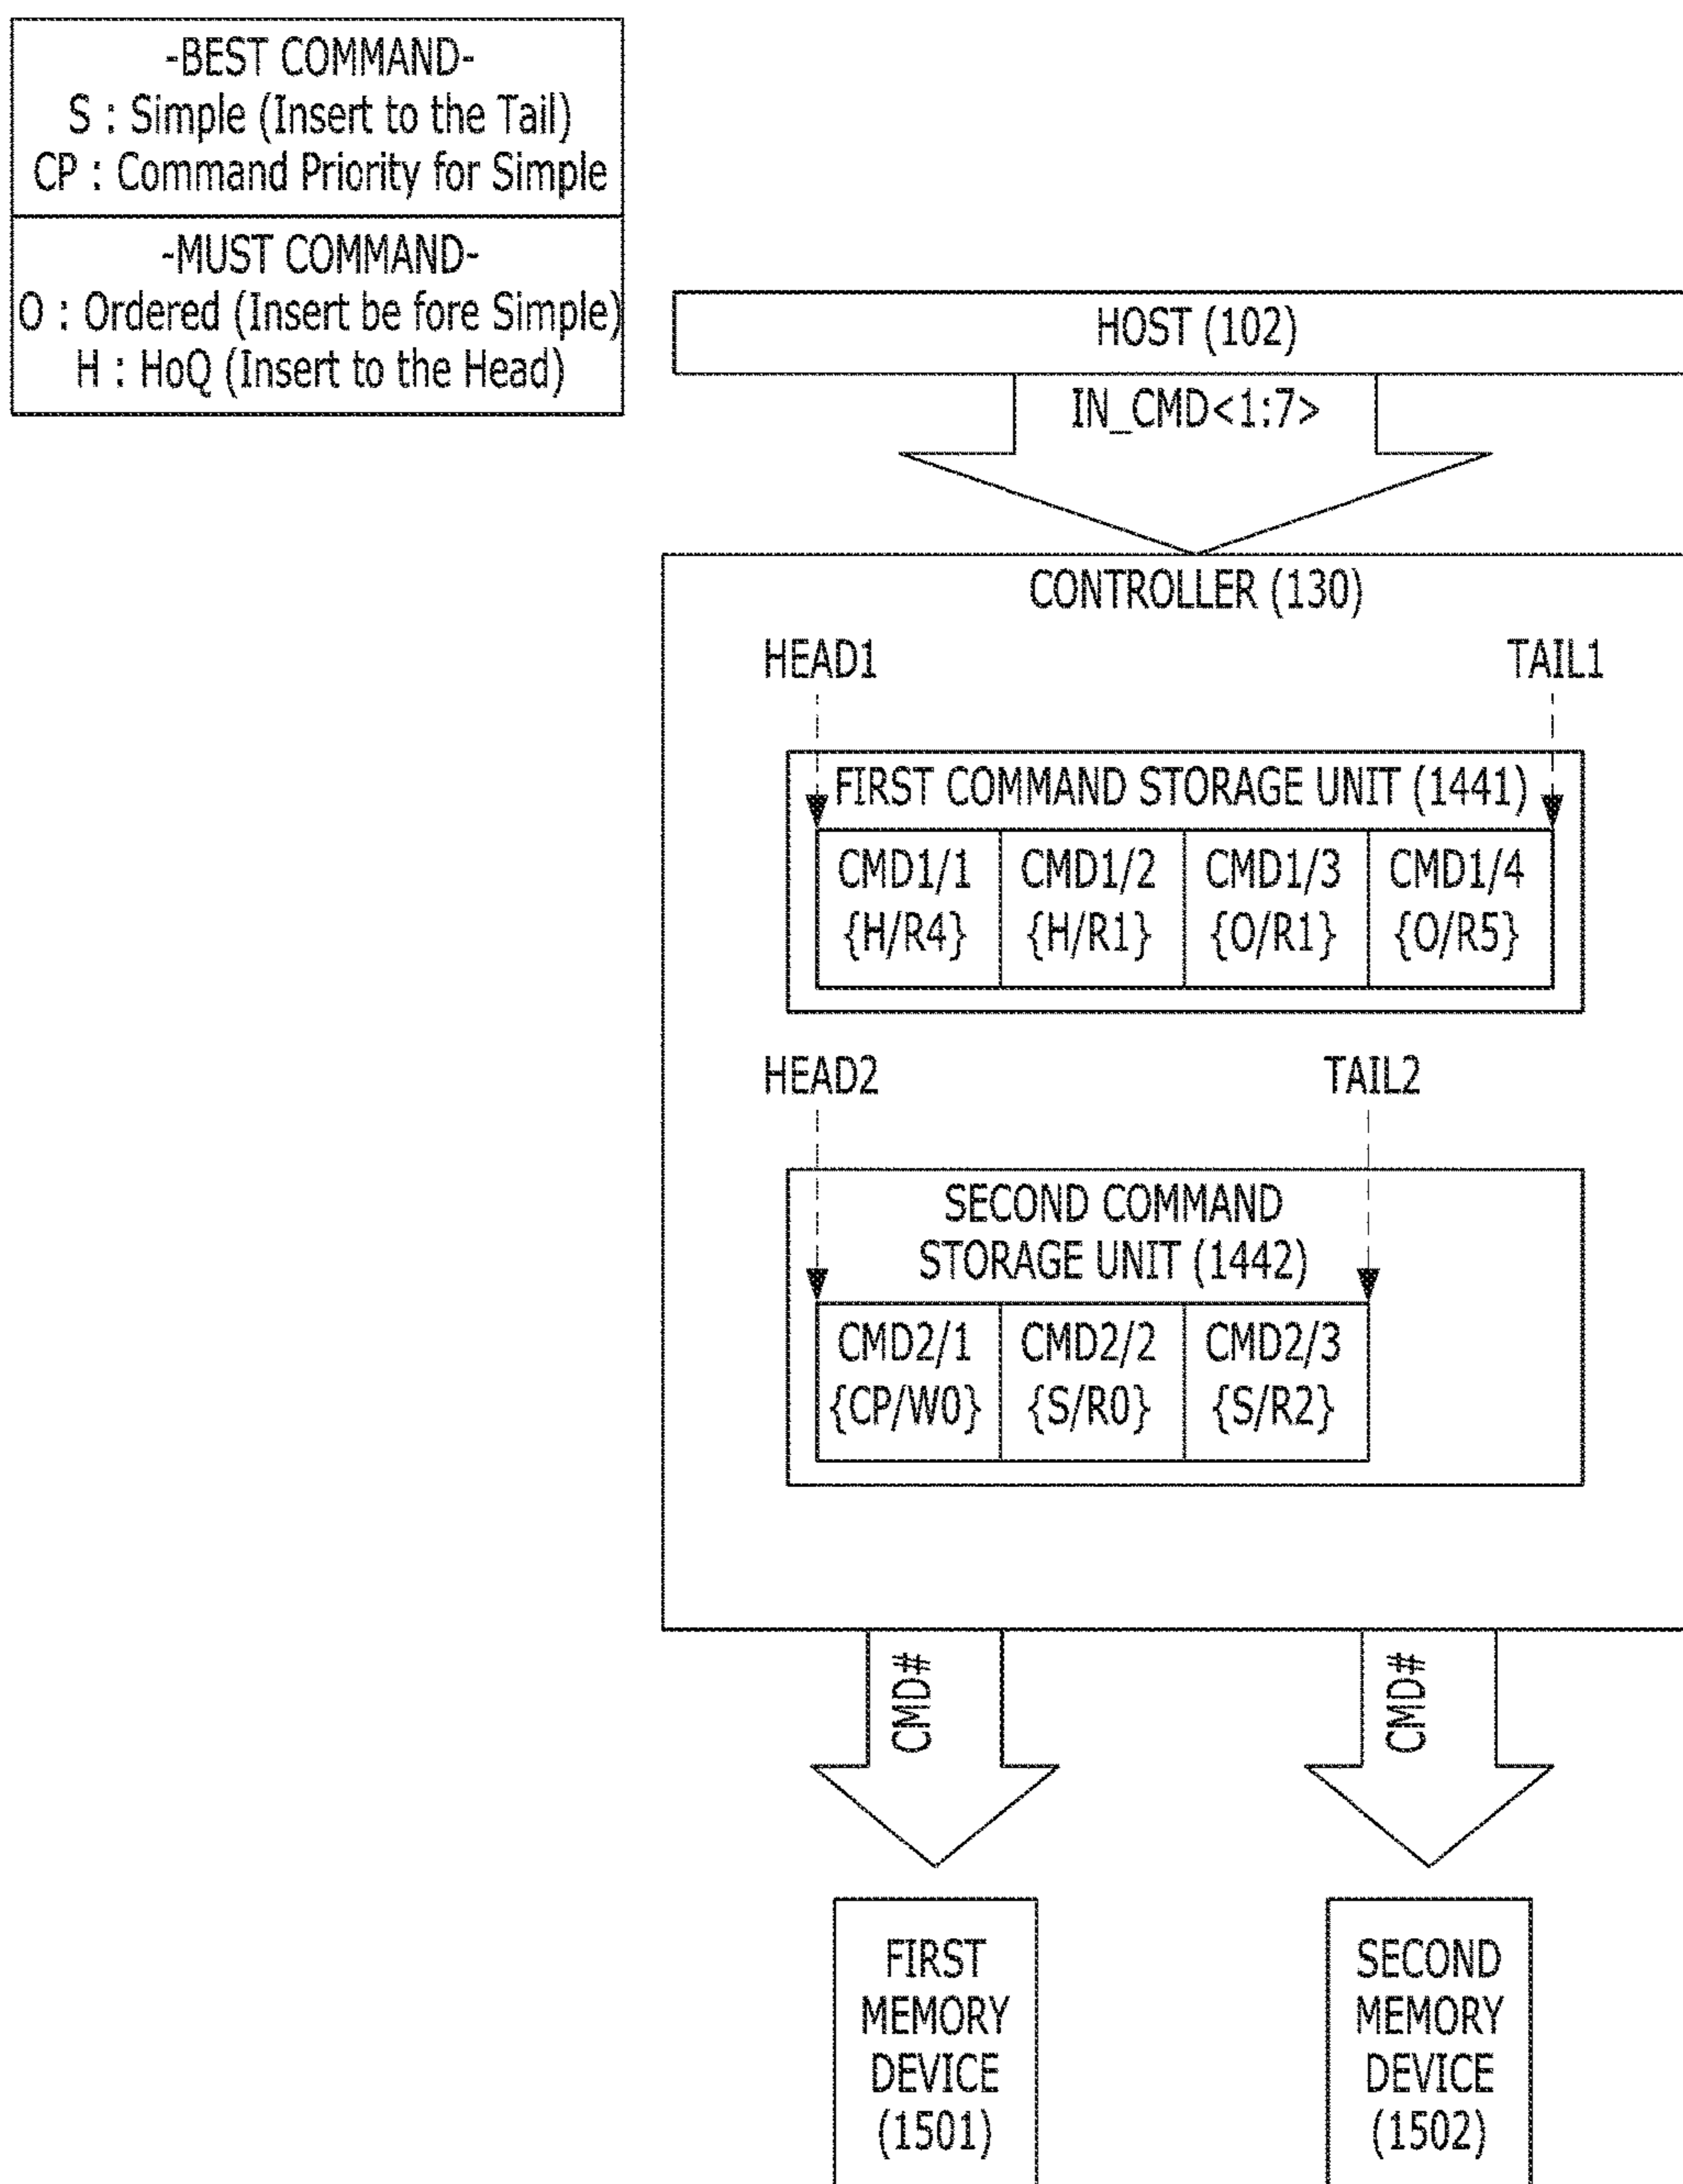 -BEST COMMAND-
S : Simple (Insert to the Tail)
CP : Command Priority for Simple
-MUST COMMAND-
O : Ordered (Insert be fore Simple)
H : HoQ (Insert to the Head)
HOST (102)
IN_CMD<1:7>
CONTROLLER (130)
HEAD1
TAIL1
FIRST COMMAND STORAGE UNIT (1441)
CMD1/1 CMD1/2 CMD1/3 CMD1/4
{H/R4} {H/R1} {O/R1} {O/R5}
HEAD2
TAIL2
SECOND COMMAND
STORAGE UNIT (1442)
CMD2/1 CMD2/2 CMD2/3
{CP/W0} {S/R0} {S/R2}
CMD#
CMD#
FIRST
MEMORY
DEVICE
(1501)
SECOND
MEMORY
DEVICE
(1502)